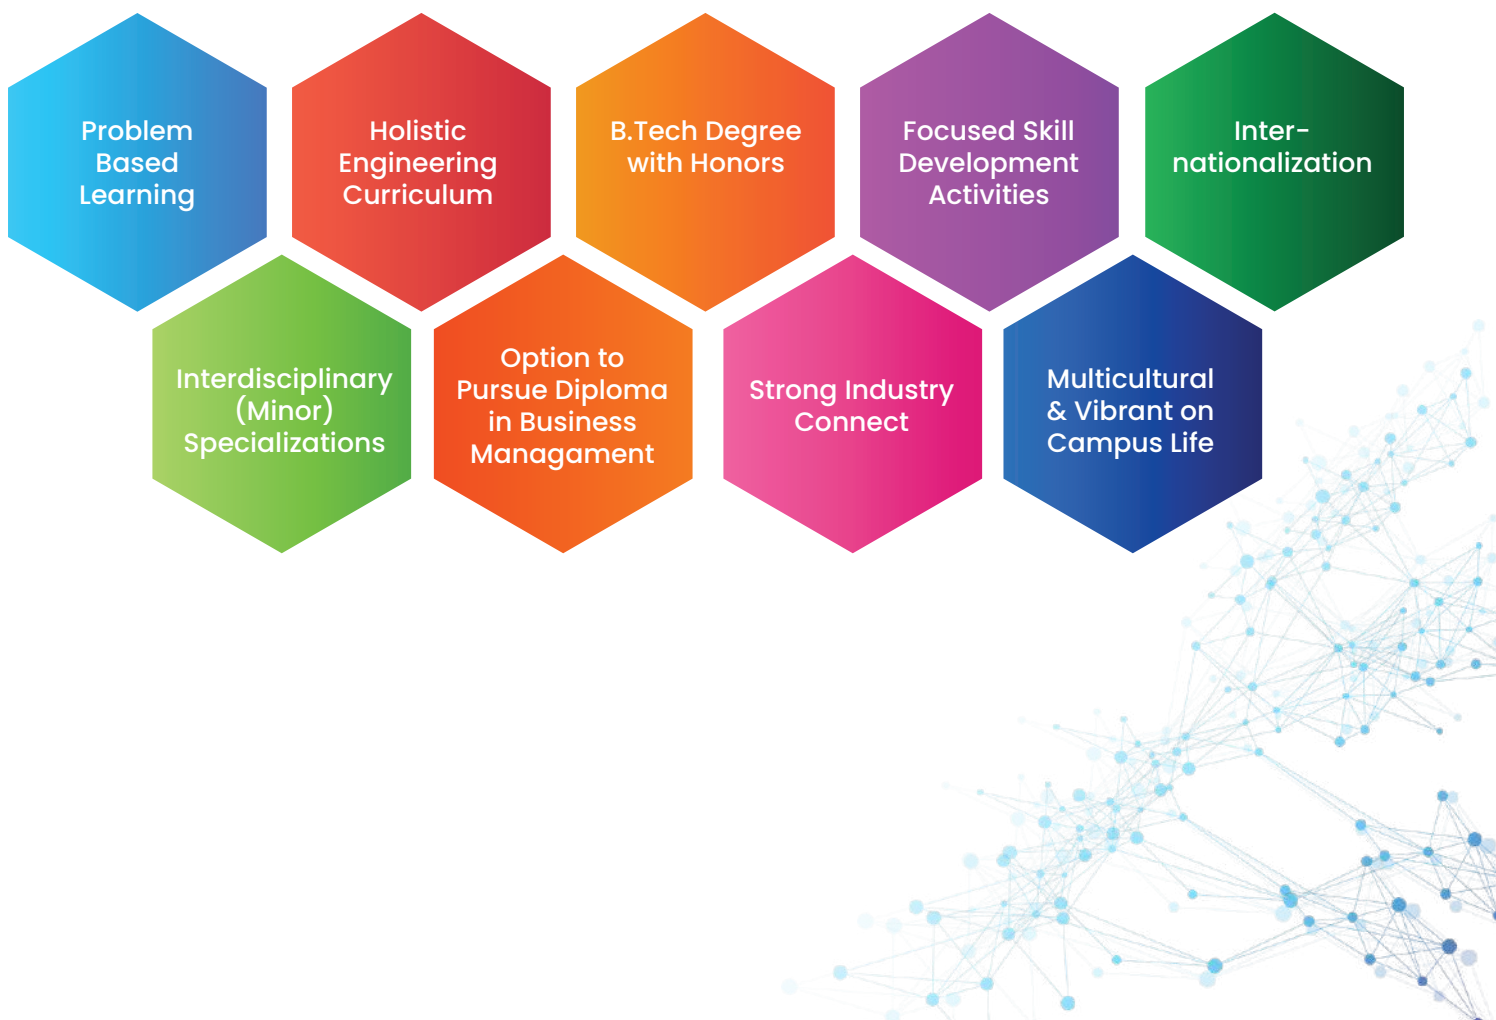 Problem
Based
Learning
Holistic
Engineering
Curriculum
B.Tech Degree
with Honors
Focused Skill
Development
Activities
Inter-
nationalization
Interdisciplinary
(Minor)
Specializations
Option to
Pursue Diploma
in Business
Managament
Strong Industry
Connect
Multicultural
& Vibrant on
Campus Life